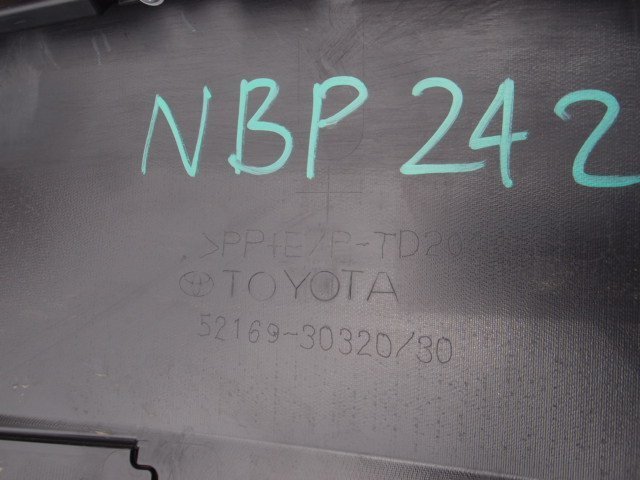 NBP 242
>PP+E/P-TD20
TOYOTA
52169-30320/30